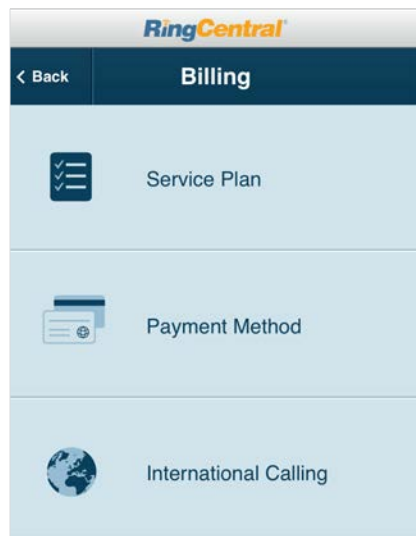 RingCentral®
< Back
Billing
Service Plan
Payment Method
International Calling